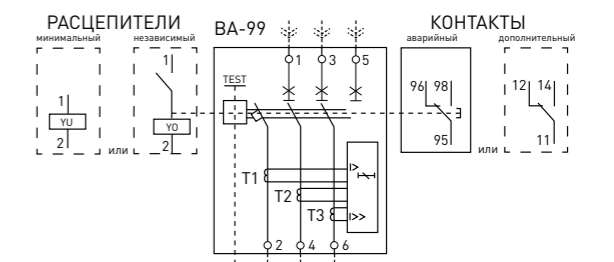 РАСЦЕПИТЕЛИ
минимальный
независимый
ВА-99
КОНТАКТЫ
аварийный
дополнительный
1
3
5
TEST
1
YU
2
или
1
YO
2
T1
T2
T3
I>
I>>
2
4
6
96 98
95
или
12 14
11